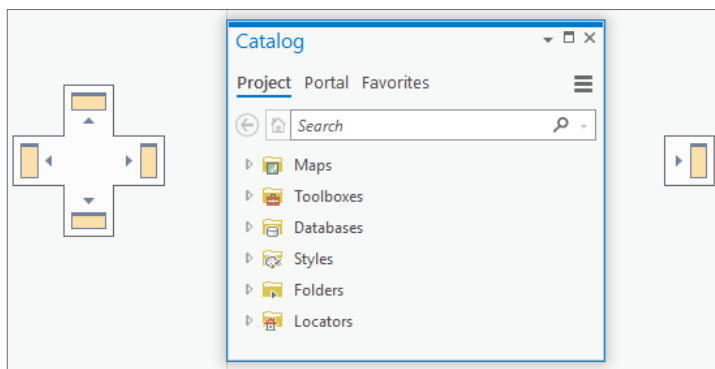 Catalog
Project Portal Favorites
Search
Maps
Toolboxes
Databases
Styles
Folders
Locators